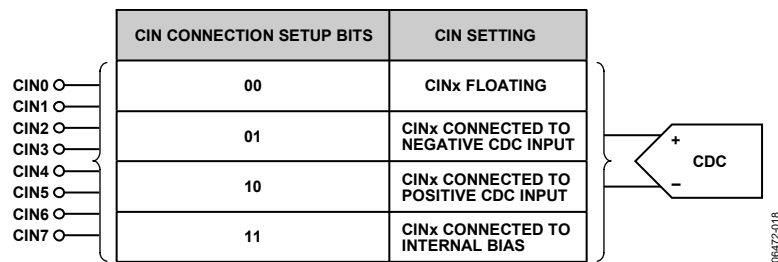 CIN CONNECTION SETUP BITS
CIN SETTING
CIN0
CIN1
CIN2
CIN3
CIN4
CIN5
CIN6
CIN7
00
CINx FLOATING
01
CINx CONNECTED TO
NEGATIVE CDC INPUT
10
CINx CONNECTED TO
POSITIVE CDC INPUT
11
CINx CONNECTED TO
INTERNAL BIAS
+
CDC
−
06472-018